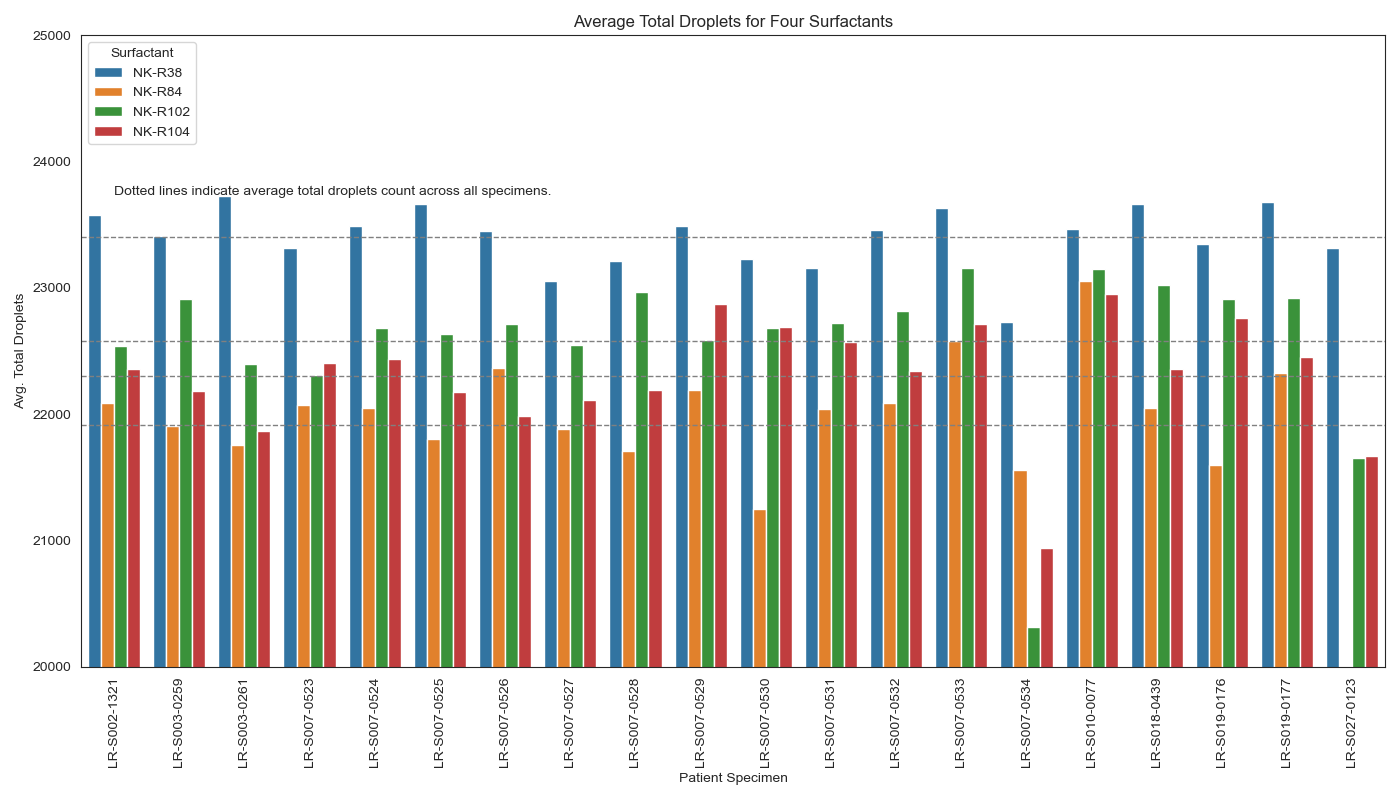 Average Total Droplets for Four Surfactants
25000
24000
23000
22000
21000
20000
Avg. Total Droplets
Surfactant
NK-R38
NK-R84
NK-R102
NK-R104
Dotted lines indicate average total droplets count across all specimens.
LR-S002-1321
LR-S003-0259
LR-S003-0261
LR-S007-0523
LR-S007-0524
LR-S007-0525
LR-S007-0526
LR-S007-0527
LR-S007-0528
LR-S007-0529
LR-S007-0530
LR-S007-0531
LR-S007-0532
LR-S007-0533
LR-S007-0534
LR-S010-0077
LR-S018-0439
LR-S019-0176
LR-S019-0177
LR-S027-0123
Patient Specimen